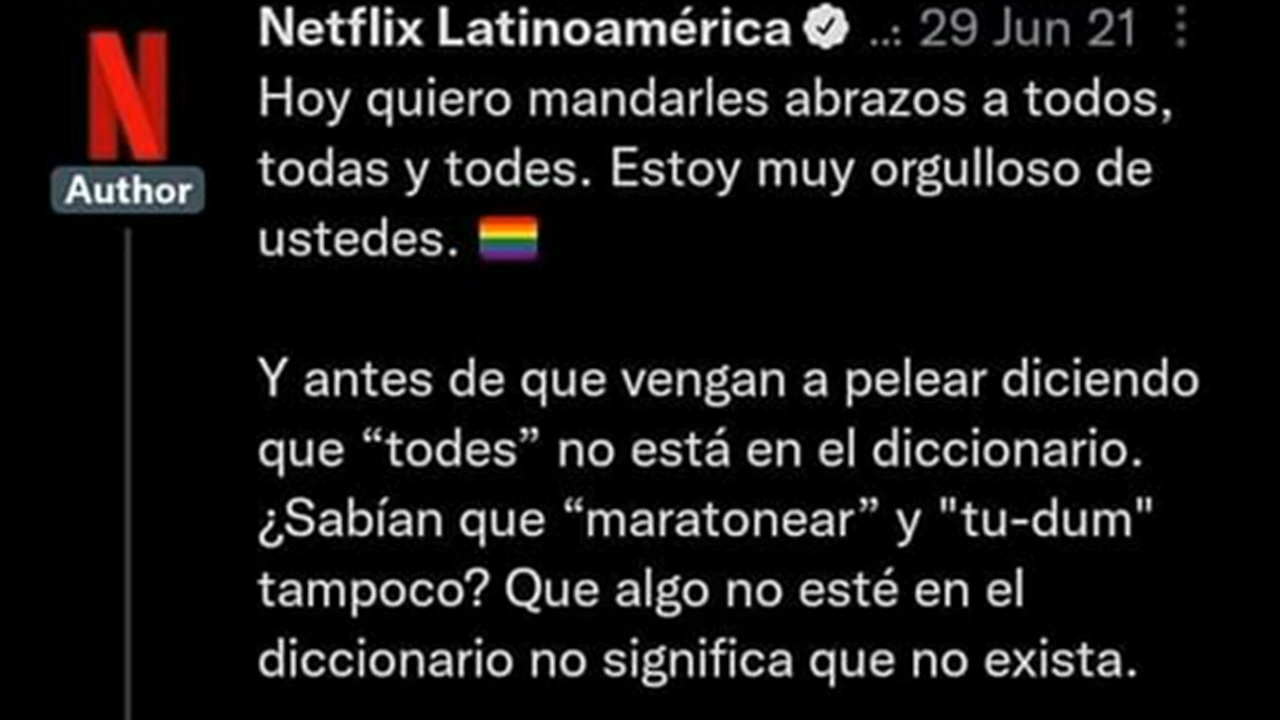 Netflix Latinoamérica ..: 29 Jun 21
Author
Hoy quiero mandarles abrazos a todos,
todas y todes. Estoy muy orgulloso de
ustedes. 🏳️‍🌈
Y antes de que vengan a pelear diciendo
que “todes” no está en el diccionario.
¿Sabían que “maratonear” y "tu-dum"
tampoco? Que algo no esté en el
diccionario no significa que no exista.